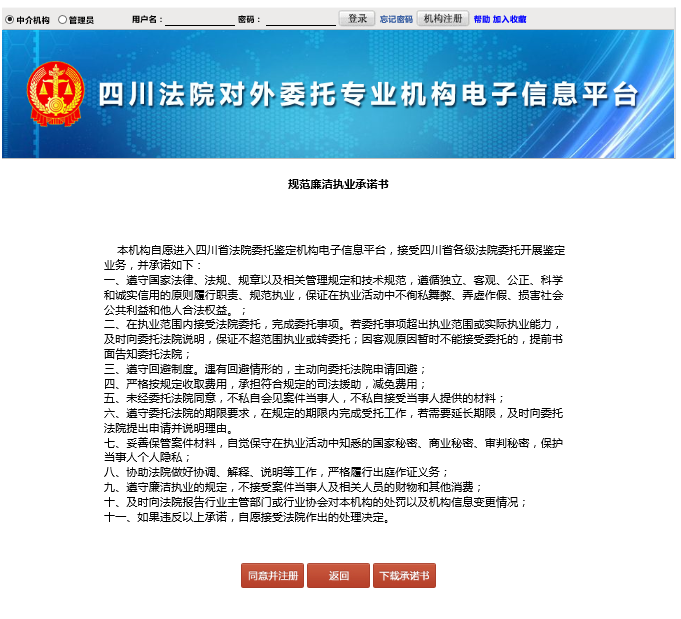 中介机构 管理员 用户名： 密码： 登录 忘记密码 机构注册 帮助 加入收藏
四川法院对外委托专业机构电子信息平台
规范廉洁执业承诺书
本机构自愿进入四川省法院委托鉴定机构电子信息平台，接受四川省各级法院委托开展鉴定
业务，并承诺如下：
一、遵守国家法律、法规、规章以及相关管理规定和技术规范，遵循独立、客观、公正、科学
和诚实信用的原则履行职责、规范执业，保证在执业活动中不徇私舞弊、弄虚作假、损害社会
公共利益和他人合法权益。；
二、在执业范围内接受法院委托，完成委托事项。若委托事项超出执业范围或实际执业能力，
及时向委托法院说明，保证不超范围执业或转委托；因客观原因暂时不能接受委托的，提前书
面告知委托法院；
三、遵守回避制度。遇有回避情形的，主动向委托法院申请回避；
四、严格按规定收取费用，承担符合规定的司法援助，减免费用；
五、未经委托法院同意，不私自会见案件当事人，不私自接受当事人提供的材料；
六、遵守委托法院的期限要求，在规定的期限内完成受托工作，若需要延长期限，及时向委托
法院提出申请并说明理由。
七、妥善保管案件材料，自觉保守在执业活动中知悉的国家秘密、商业秘密、审判秘密，保护
当事人个人隐私；
八、协助法院做好协调、解释、说明等工作，严格履行出庭作证义务；
九、遵守廉洁执业的规定，不接受案件当事人及相关人员的财物和其他消费；
十、及时向法院报告行业主管部门或行业协会对本机构的处罚以及机构信息变更情况；
十一、如果违反以上承诺，自愿接受法院作出的处理决定。
同意并注册 返回 下载承诺书